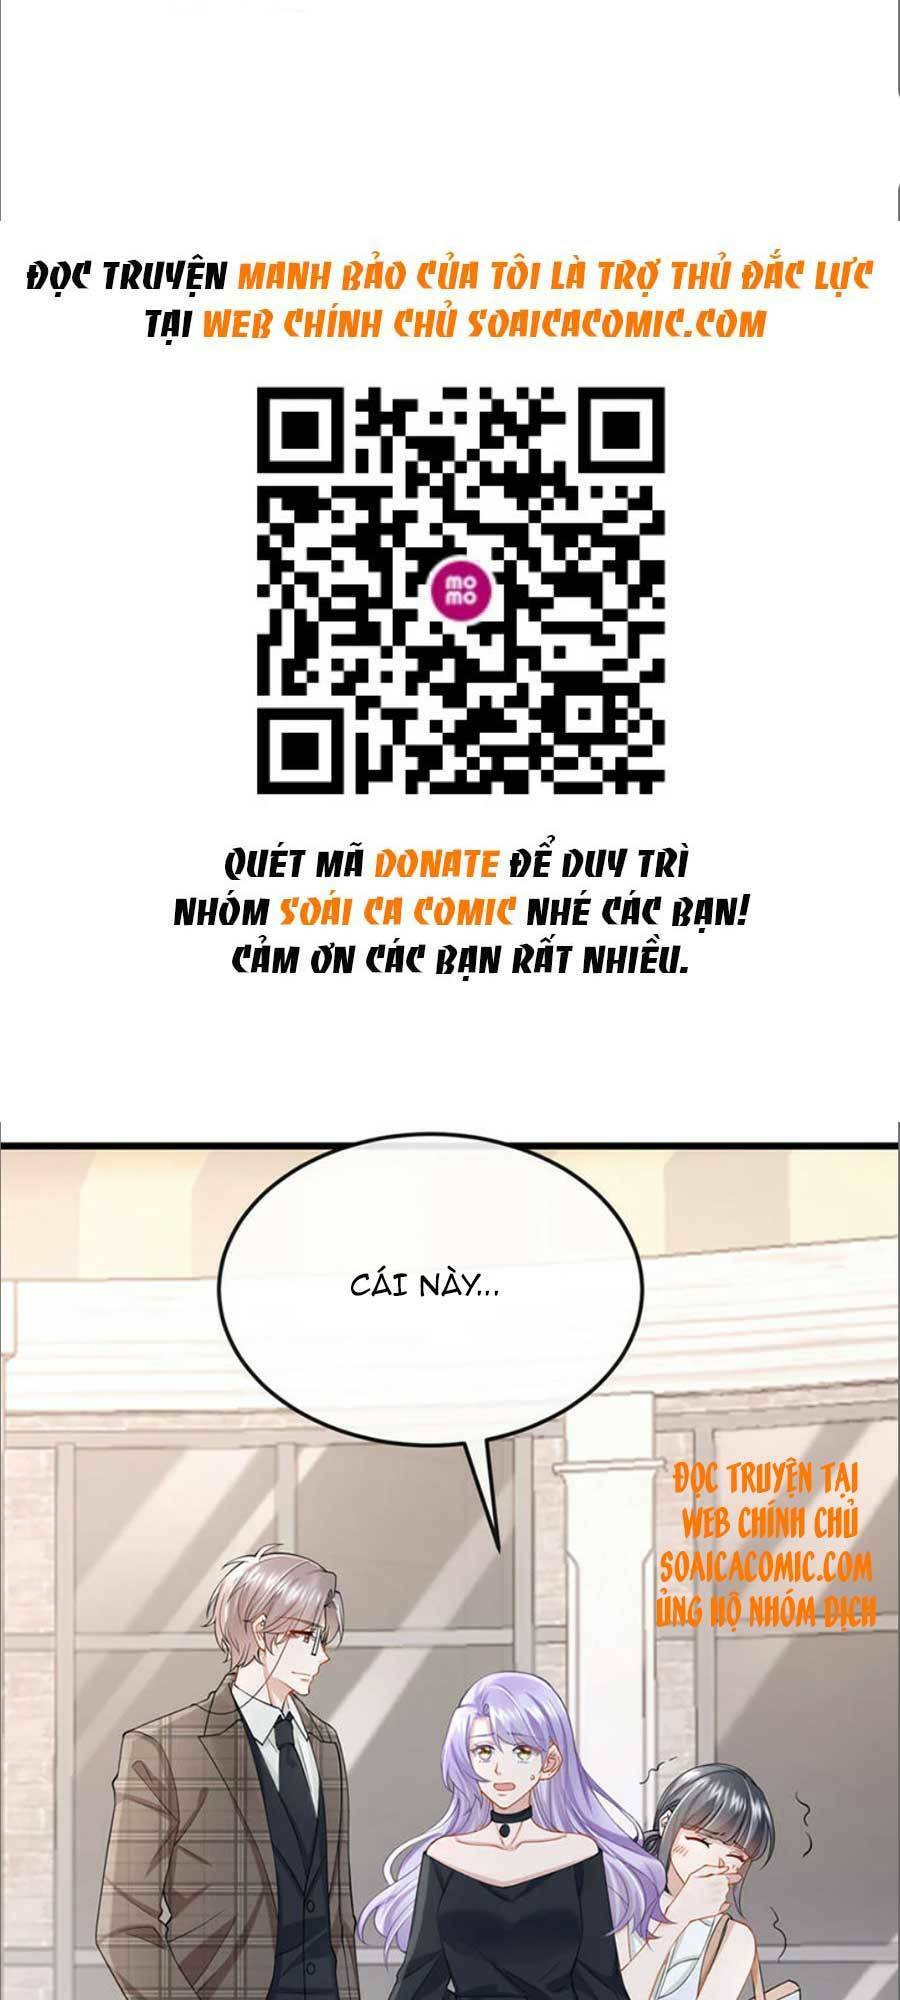 ĐỌC TRUYỆN MANH BẢO CỦA TÔI LÀ TRỢ THỦ ĐẮC LỰC
TẠI WEB CHÍNH CHỦ SOAICACOMIC.COM
mo
mo
QUÉT MÃ DONATE ĐỂ DUY TRÌ
NHÓM SOÁI CA COMIC NHÉ CÁC BẠN!
CẢM ƠN CÁC BẠN RẤT NHIỀU.
CÁI NÀY...
ĐỌC TRUYỆN TẠI
WEB CHÍNH CHỦ
SOAICACOMIC.COM
ỦNG HỘ NHÓM DỊCH